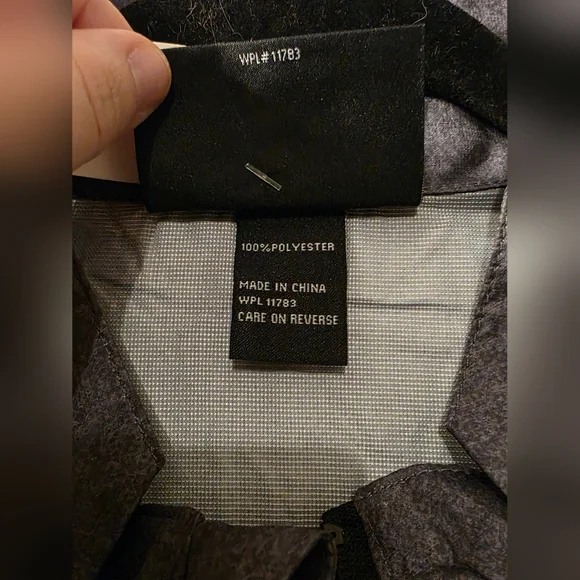 WPL#11783
100%POLYESTER
MADE IN CHINA
WPL 11783
CARE ON REVERSE